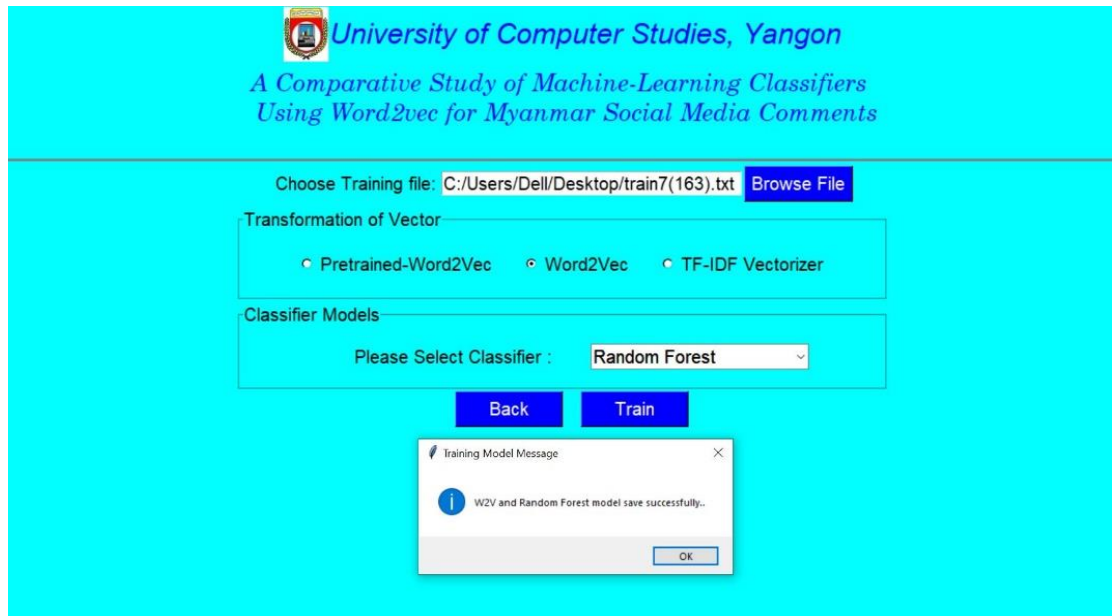 University of Computer Studies, Yangon
A Comparative Study of Machine-Learning Classifiers
Using Word2vec for Myanmar Social Media Comments
Choose Training file: C:/Users/Dell/Desktop/train7(163).txt Browse File
Transformation of Vector
Pretrained-Word2Vec Word2Vec TF-IDF Vectorizer
Classifier Models
Please Select Classifier : Random Forest
Back Train
Training Model Message
W2V and Random Forest model save successfully..
OK